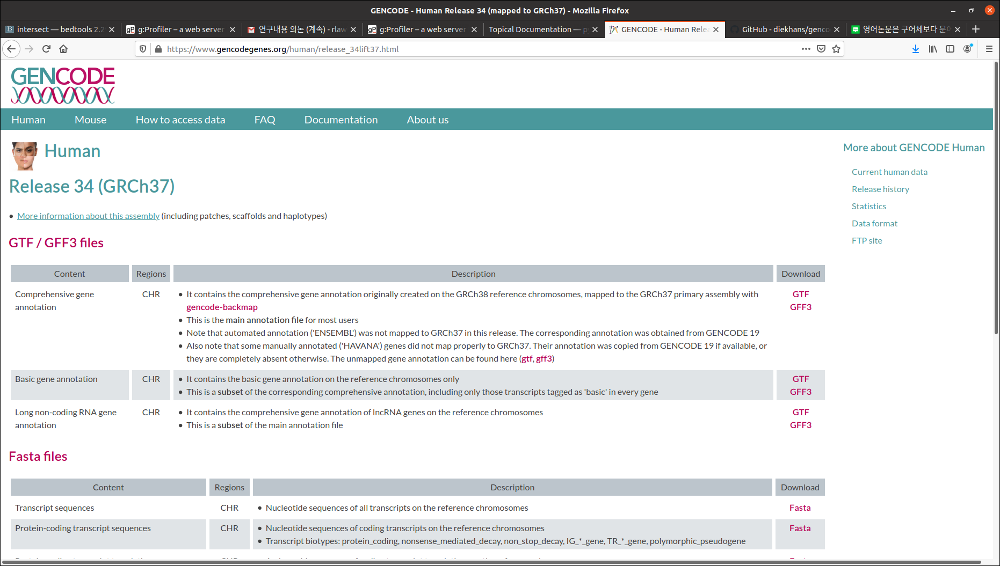 GENCODE - Human Release 34 (mapped to GRCh37) - Mozilla Firefox
intersect — bedtools 2.2
g:Profiler – a web server
연구내용 의논 (계속) - rlaw
g:Profiler – a web server
Topical Documentation — p
GENCODE - Human Relea
GitHub - diekhans/genco
영어논문은 구어체보다 문
https://www.gencodegenes.org/human/release_34lift37.html
GENCODE
Human
Mouse
How to access data
FAQ
Documentation
About us
Human
Release 34 (GRCh37)
• More information about this assembly (including patches, scaffolds and haplotypes)
More about GENCODE Human
Current human data
Release history
Statistics
Data format
FTP site
GTF / GFF3 files
Content Regions Description Download
Comprehensive gene
annotation
CHR
• It contains the comprehensive gene annotation originally created on the GRCh38 reference chromosomes, mapped to the GRCh37 primary assembly with
gencode-backmap
• This is the main annotation file for most users
• Note that automated annotation ('ENSEMBL') was not mapped to GRCh37 in this release. The corresponding annotation was obtained from GENCODE 19
• Also note that some manually annotated ('HAVANA') genes did not map properly to GRCh37. Their annotation was copied from GENCODE 19 if available, or
they are completely absent otherwise. The unmapped gene annotation can be found here (gtf, gff3)
GTF
GFF3
Basic gene annotation
CHR
• It contains the basic gene annotation on the reference chromosomes only
• This is a subset of the corresponding comprehensive annotation, including only those transcripts tagged as 'basic' in every gene
GTF
GFF3
Long non-coding RNA gene
annotation
CHR
• It contains the comprehensive gene annotation of lncRNA genes on the reference chromosomes
• This is a subset of the main annotation file
GTF
GFF3
Fasta files
Content Regions Description Download
Transcript sequences
CHR
• Nucleotide sequences of all transcripts on the reference chromosomes
Fasta
Protein-coding transcript sequences
CHR
• Nucleotide sequences of coding transcripts on the reference chromosomes
• Transcript biotypes: protein_coding, nonsense_mediated_decay, non_stop_decay, IG_*_gene, TR_*_gene, polymorphic_pseudogene
Fasta